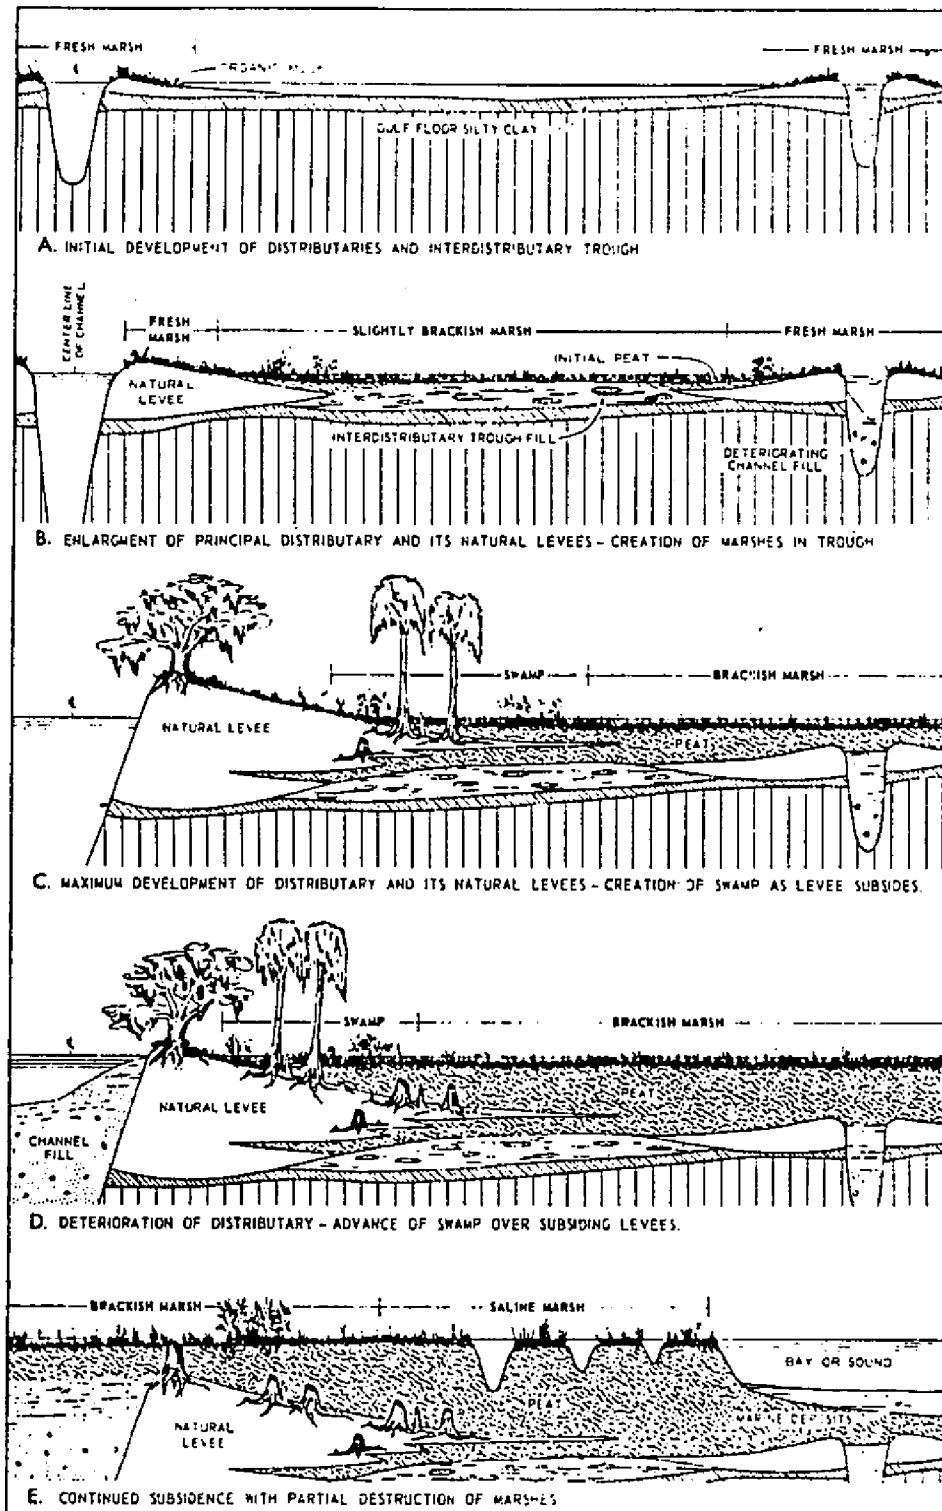 FRESH MARSH
FRESH MARSH
GULF FLOOR SILTY CLAY
A. INITIAL DEVELOPMENT OF DISTRIBUTARIES AND INTERDISTRIBUTARY TROUGH
CENTER LINE
OF CHANNEL
FRESH
MARSH
SLIGHTLY BRACKISH MARSH
FRESH MARSH
INITIAL PEAT
NATURAL
LEVEE
INTERDISTRIBUTARY TROUGH FILL
DETERIORATING
CHANNEL FILL
B. ENLARGMENT OF PRINCIPAL DISTRIBUTARY AND ITS NATURAL LEVEES – CREATION OF MARSHES IN TROUGH
SWAMP
BRACKISH MARSH
NATURAL LEVEE
PEAT
C. MAXIMUM DEVELOPMENT OF DISTRIBUTARY AND ITS NATURAL LEVEES – CREATION OF SWAMP AS LEVEE SUBSIDES.
SWAMP
BRACKISH MARSH
PEAT
NATURAL LEVEE
CHANNEL
FILL
D. DETERIORATION OF DISTRIBUTARY – ADVANCE OF SWAMP OVER SUBSIDING LEVEES.
BRACKISH MARSH
SALINE MARSH
BAY OR SOUND
PEAT
MARINE DEPOSITS
NATURAL
LEVEE
E. CONTINUED SUBSIDENCE WITH PARTIAL DESTRUCTION OF MARSHES